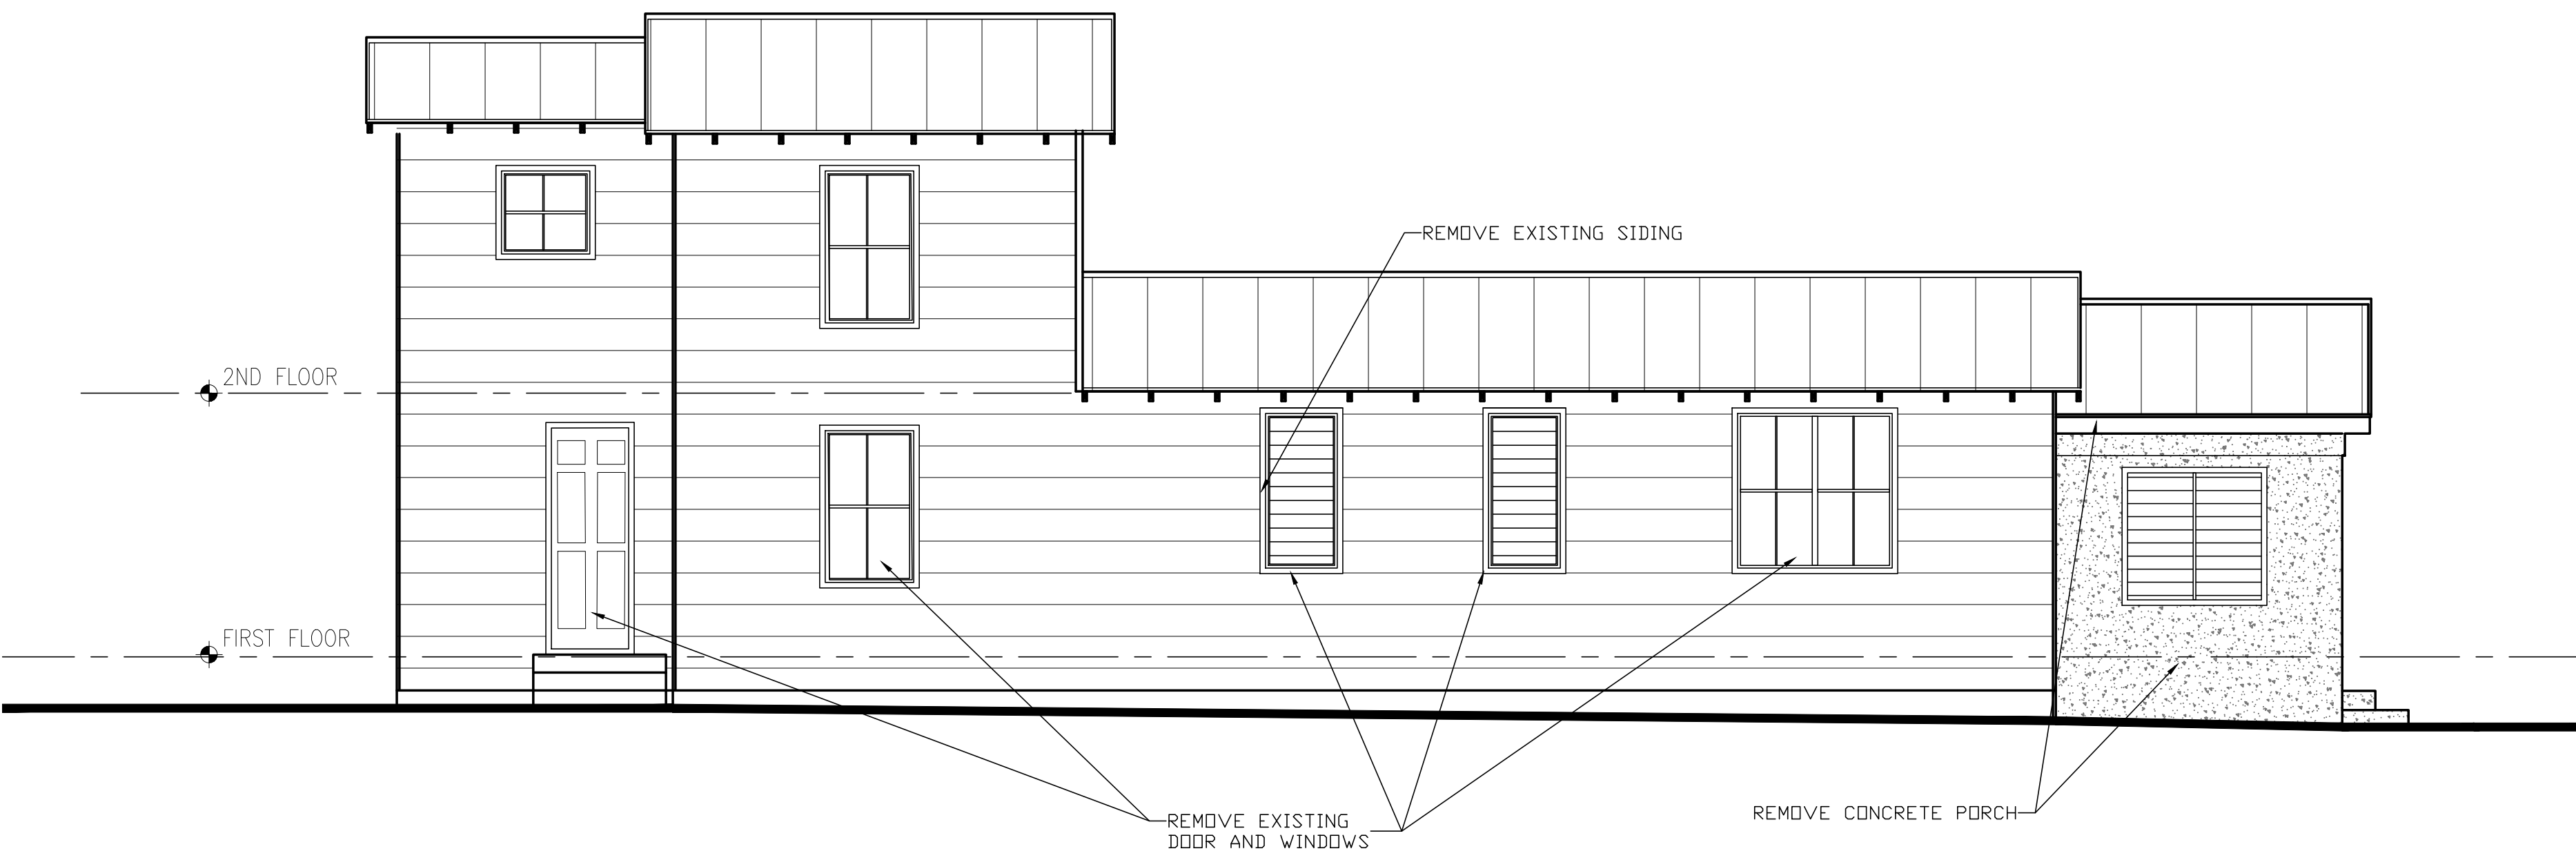 REMOVE EXISTING SIDING
2ND FLOOR
FIRST FLOOR
REMOVE CONCRETE PORCH
REMOVE EXISTING
DOOR AND WINDOWS